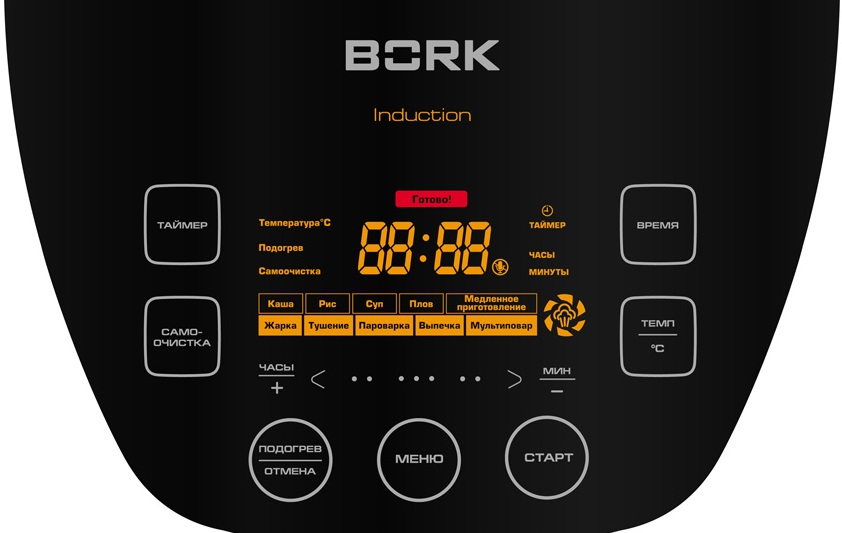 BORK
Induction
Готово!
ТАЙМЕР
Температура°C
Подогрев
Самоочистка
88:88
ТАЙМЕР
ЧАСЫ
МИНУТЫ
ВРЕМЯ
САМО-
ОЧИСТКА
Каша Рис Суп Плов Медленное
приготовление
Жарка Тушение Пароварка Выпечка Мультиповар
ТЕМП
°C
ЧАСЫ
+
МИН
–
ПОДОГРЕВ
ОТМЕНА
МЕНЮ
СТАРТ